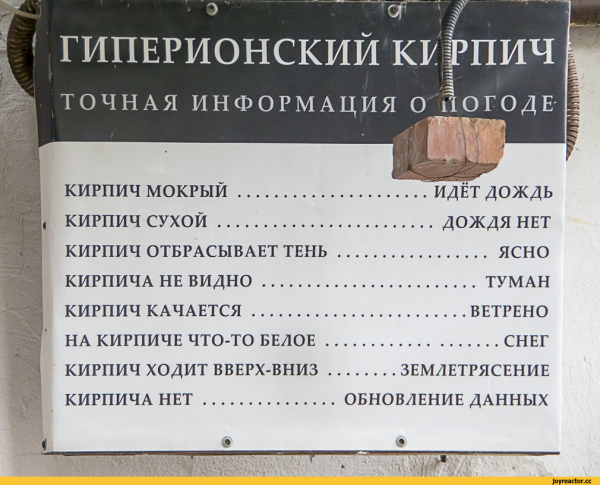 ГИПЕРИОНСКИЙ КИРПИЧ
ТОЧНАЯ ИНФОРМАЦИЯ О ПОГОДЕ
КИРПИЧ МОКРЫЙ ..................... ИДЁТ ДОЖДЬ
КИРПИЧ СУХОЙ ........................ ДОЖДЯ НЕТ
КИРПИЧ ОТБРАСЫВАЕТ ТЕНЬ ................. ЯСНО
КИРПИЧА НЕ ВИДНО ........................ ТУМАН
КИРПИЧ КАЧАЕТСЯ ........................ ВЕТРЕНО
НА КИРПИЧЕ ЧТО-ТО БЕЛОЕ ................... СНЕГ
КИРПИЧ ХОДИТ ВВЕРХ-ВНИЗ ........ ЗЕМЛЕТРЯСЕНИЕ
КИРПИЧА НЕТ ............... ОБНОВЛЕНИЕ ДАННЫХ
joyreactor.cc